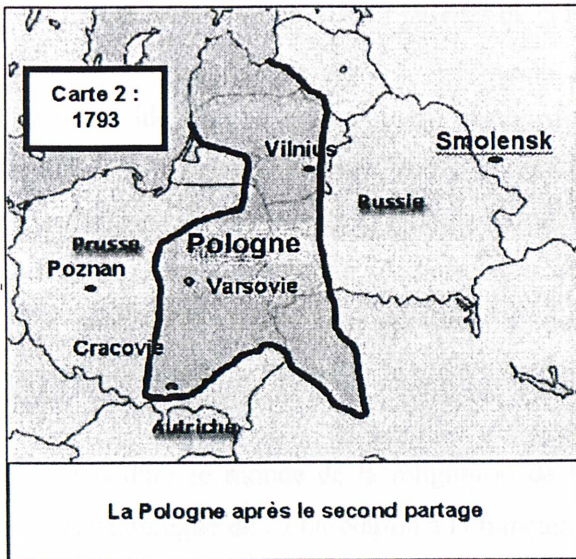 Carte 2 :
1793
Vilnius
Smolensk
Russie
Prusse
Pologne
Poznan
Varsovie
Cracovie
Autriche
La Pologne après le second partage